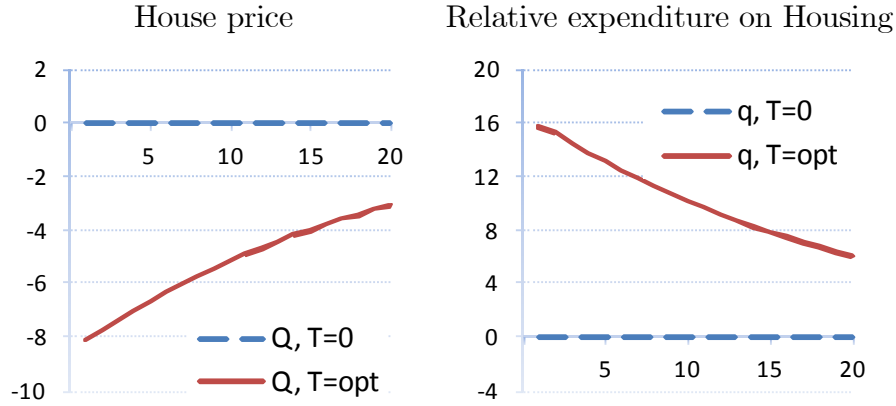 House price
2
0
-2
-4
-6
-8
-10
5 10 15 20
Q, T=0
Q, T=opt
Relative expenditure on Housing
20
16
12
8
4
0
-4
5 10 15 20
q, T=0
q, T=opt